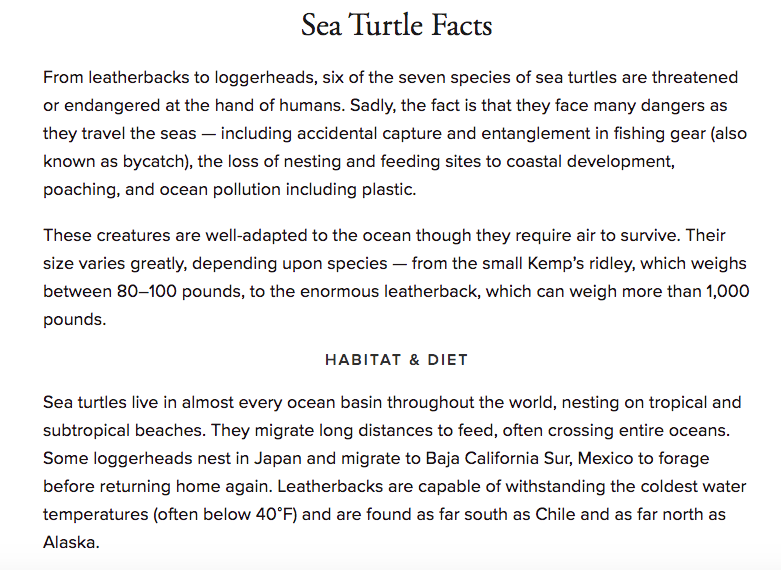 Sea Turtle Facts
From leatherbacks to loggerheads, six of the seven species of sea turtles are threatened
or endangered at the hand of humans. Sadly, the fact is that they face many dangers as
they travel the seas — including accidental capture and entanglement in fishing gear (also
known as bycatch), the loss of nesting and feeding sites to coastal development,
poaching, and ocean pollution including plastic.
These creatures are well-adapted to the ocean though they require air to survive. Their
size varies greatly, depending upon species — from the small Kemp’s ridley, which weighs
between 80–100 pounds, to the enormous leatherback, which can weigh more than 1,000
pounds.
HABITAT & DIET
Sea turtles live in almost every ocean basin throughout the world, nesting on tropical and
subtropical beaches. They migrate long distances to feed, often crossing entire oceans.
Some loggerheads nest in Japan and migrate to Baja California Sur, Mexico to forage
before returning home again. Leatherbacks are capable of withstanding the coldest water
temperatures (often below 40°F) and are found as far south as Chile and as far north as
Alaska.